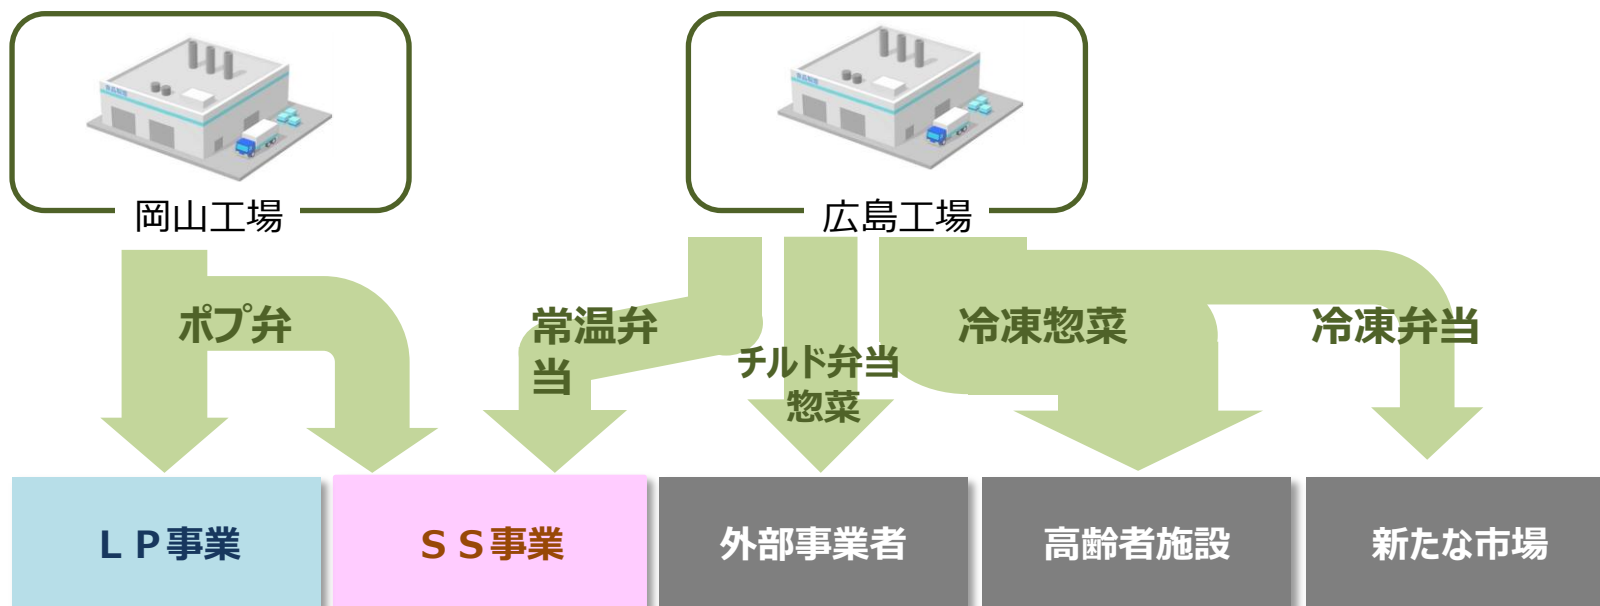 岡山工場
広島工場
ポプ弁
常温弁
当
チルド弁当
惣菜
冷凍惣菜
冷凍弁当
ＬＰ事業
ＳＳ事業
外部事業者
高齢者施設
新たな市場